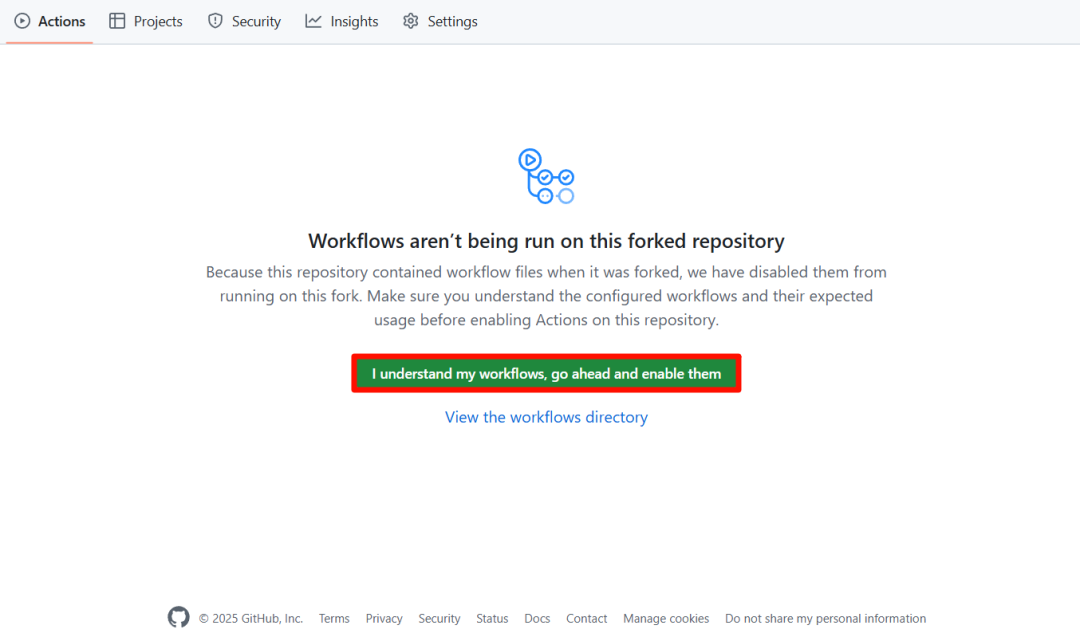 Actions Projects Security Insights Settings
Workflows aren’t being run on this forked repository
Because this repository contained workflow files when it was forked, we have disabled them from
running on this fork. Make sure you understand the configured workflows and their expected
usage before enabling Actions on this repository.
I understand my workflows, go ahead and enable them
View the workflows directory
© 2025 GitHub, Inc. Terms Privacy Security Status Docs Contact Manage cookies Do not share my personal information